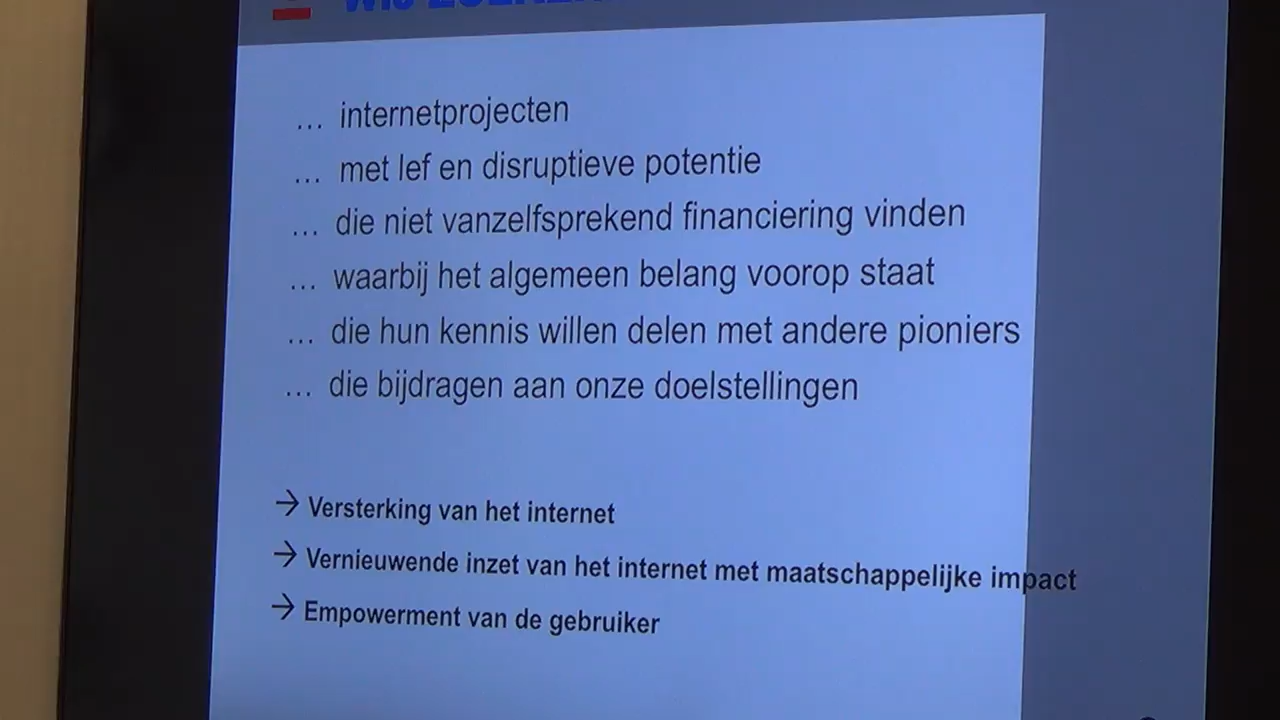 ... internetprojecten
... met lef en disruptieve potentie
... die niet vanzelfsprekend financiering vinden
... waarbij het algemeen belang voorop staat
... die hun kennis willen delen met andere pioniers
... die bijdragen aan onze doelstellingen
→ Versterking van het internet
→ Vernieuwende inzet van het internet met maatschappelijke impact
→ Empowerment van de gebruiker